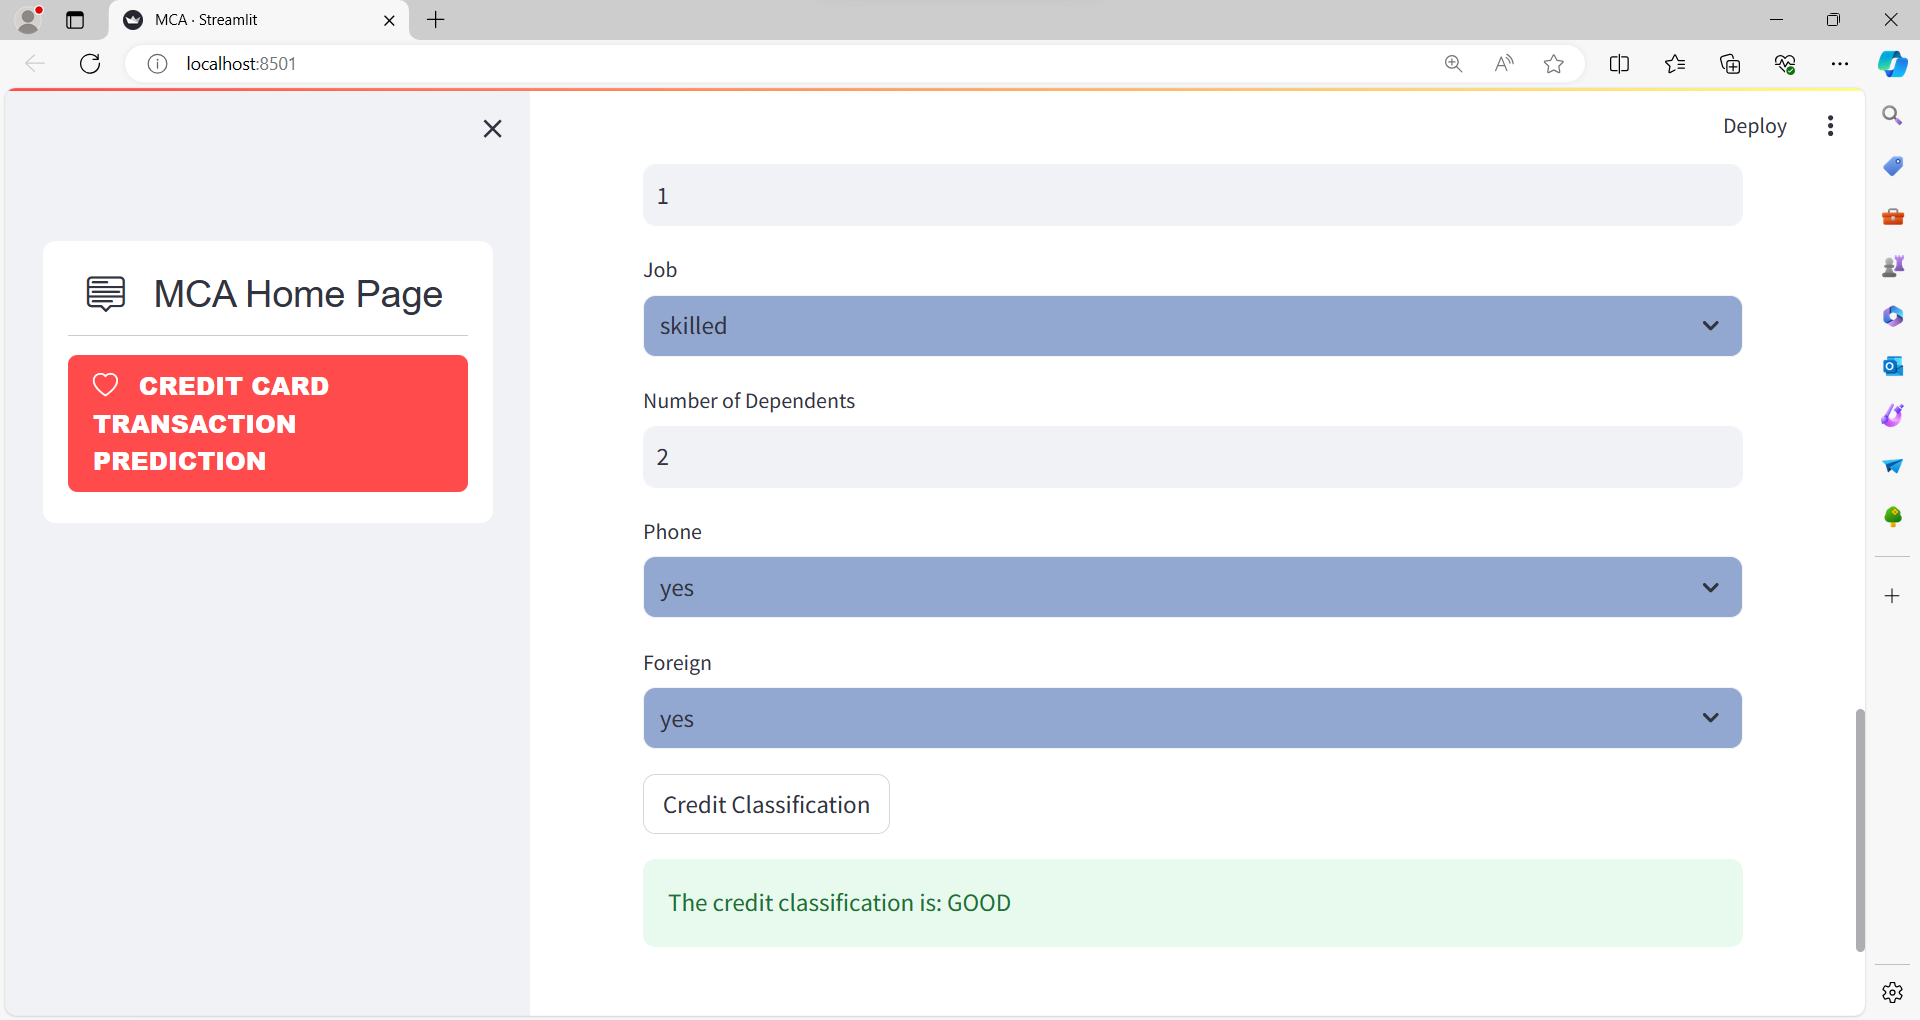 MCA · Streamlit
localhost:8501
Deploy
MCA Home Page
CREDIT CARD
TRANSACTION
PREDICTION
1
Job
skilled
Number of Dependents
2
Phone
yes
Foreign
yes
Credit Classification
The credit classification is: GOOD